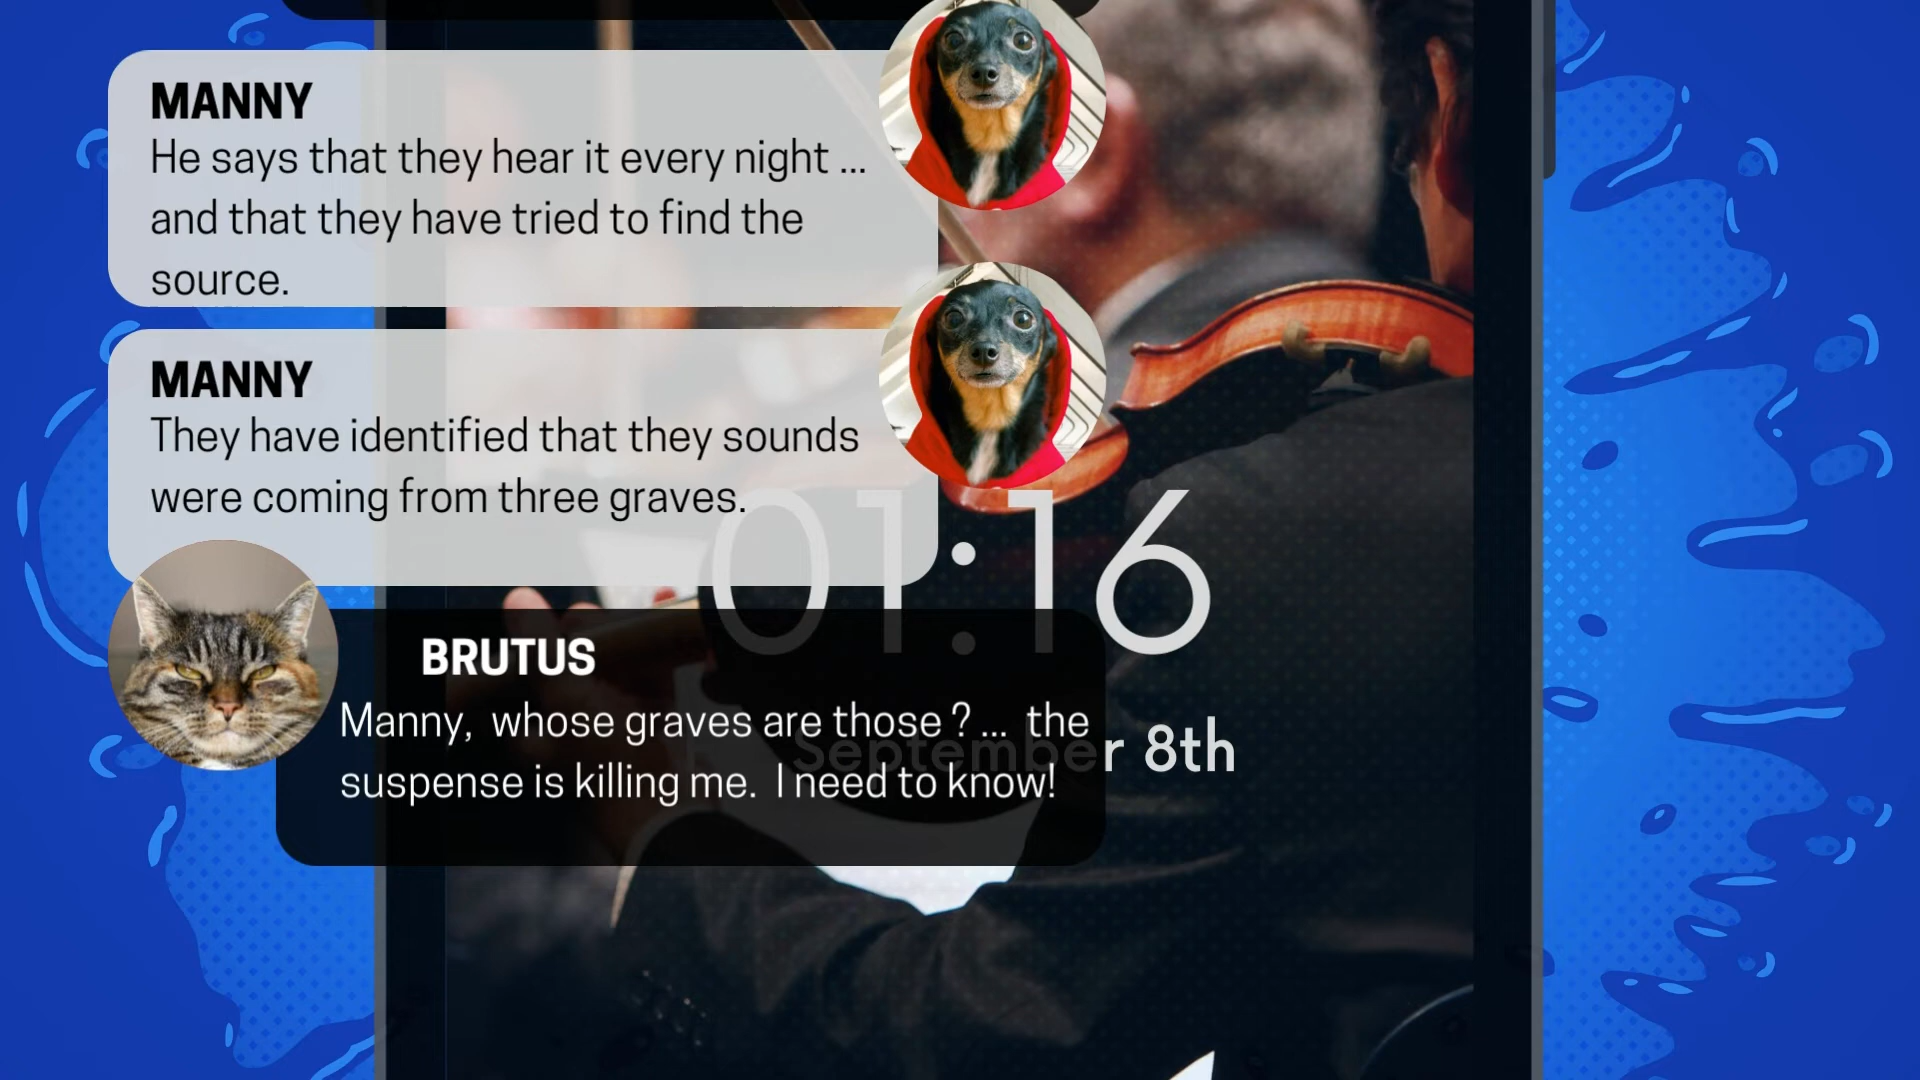 MANNY
He says that they hear it every night ...
and that they have tried to find the
source.
MANNY
They have identified that they sounds
were coming from three graves.
01:16
BRUTUS
Manny, whose graves are those ? ... the
September 8th
suspense is killing me. I need to know!